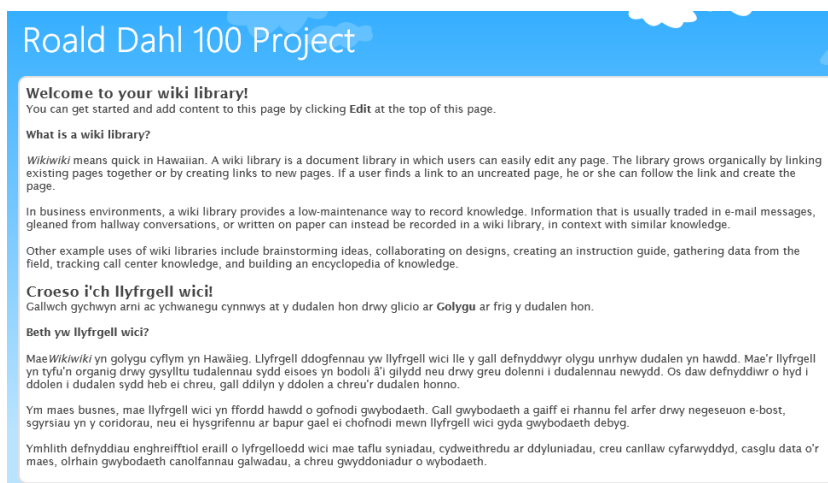 Roald Dahl 100 Project
Welcome to your wiki library!
You can get started and add content to this page by clicking Edit at the top of this page.
What is a wiki library?
Wikiwiki means quick in Hawaiian. A wiki library is a document library in which users can easily edit any page. The library grows organically by linking
existing pages together or by creating links to new pages. If a user finds a link to an uncreated page, he or she can follow the link and create the
page.
In business environments, a wiki library provides a low-maintenance way to record knowledge. Information that is usually traded in e-mail messages,
gleaned from hallway conversations, or written on paper can instead be recorded in a wiki library, in context with similar knowledge.
Other example uses of wiki libraries include brainstorming ideas, collaborating on designs, creating an instruction guide, gathering data from the
field, tracking call center knowledge, and building an encyclopedia of knowledge.
Croeso i'ch llyfrgell wici!
Gallwch gychwyn arni ac ychwanegu cynnwys at y dudalen hon drwy glicio ar Golygu ar frig y dudalen hon.
Beth yw llyfrgell wici?
MaeWikiwiki yn golygu cyflym yn Hawäieg. Llyfrgell ddogfennau yw llyfrgell wici lle y gall defnyddwyr olygu unrhyw dudalen yn hawdd. Mae'r llyfrgell
yn tyfu'n organig drwy gysylltu tudalennau sydd eisoes yn bodoli â'i gilydd neu drwy greu dolenni i dudalennau newydd. Os daw defnyddiwr o hyd i
ddolen i dudalen sydd heb ei chreu, gall ddilyn y ddolen a chreu'r dudalen honno.
Ym maes busnes, mae llyfrgell wici yn ffordd hawdd o gofnodi gwybodaeth. Gall gwybodaeth a gaiff ei rhannu fel arfer drwy negeseuon e-bost,
sgyrsiau yn y coridorau, neu ei hysgrifennu ar bapur gael ei chofnodi mewn llyfrgell wici gyda gwybodaeth debyg.
Ymhlith defnyddiau enghreifftiol eraill o lyfrgelloedd wici mae taflu syniadau, cydweithredu ar ddyluniadau, creu canllaw cyfarwyddyd, casglu data o'r
maes, olrhain gwybodaeth canolfannau galwadau, a chreu gwyddoniadur o wybodaeth.